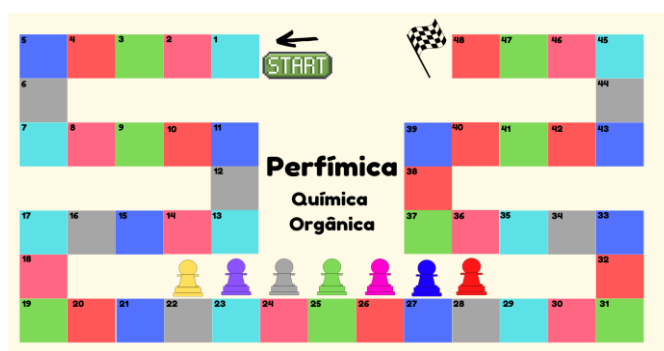 5 4 3 2 1 START 48 47 46 45
6 44
7 8 9 10 11 39 40 41 42 43
Perfímica
12 38
Química
Orgânica
17 16 15 14 13 37 36 35 34 33
18 32
19 20 21 22 23 24 25 26 27 28 29 30 31